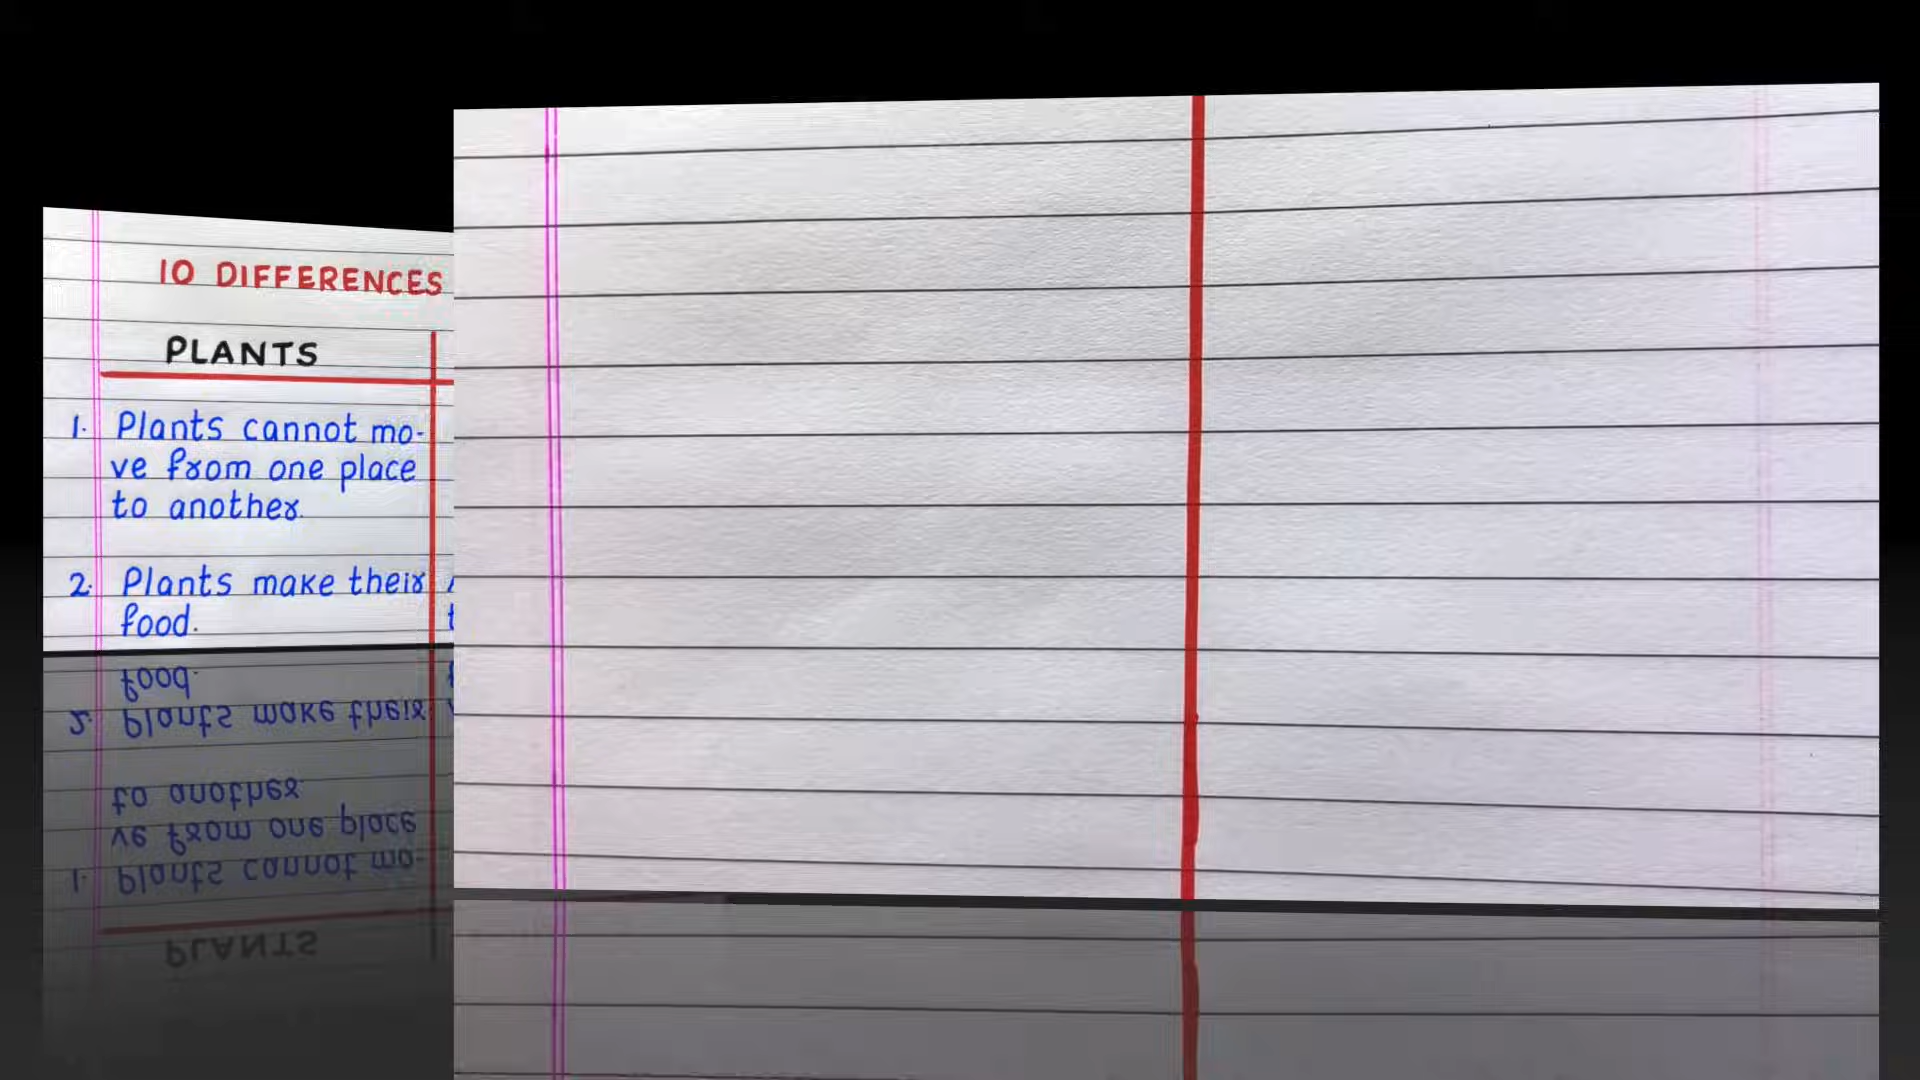 10 DIFFERENCES
PLANTS
1. Plants cannot mo-
ve from one place
to another.
2. Plants make their
food.